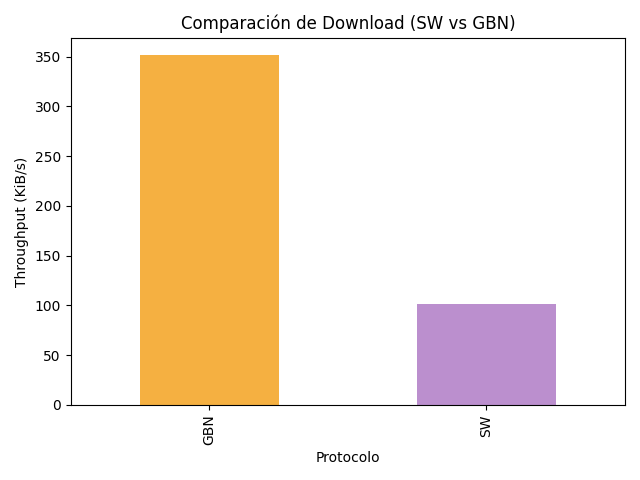 Comparación de Download (SW vs GBN)
Throughput (KiB/s)
350
300
250
200
150
100
50
0
GBN
SW
Protocolo